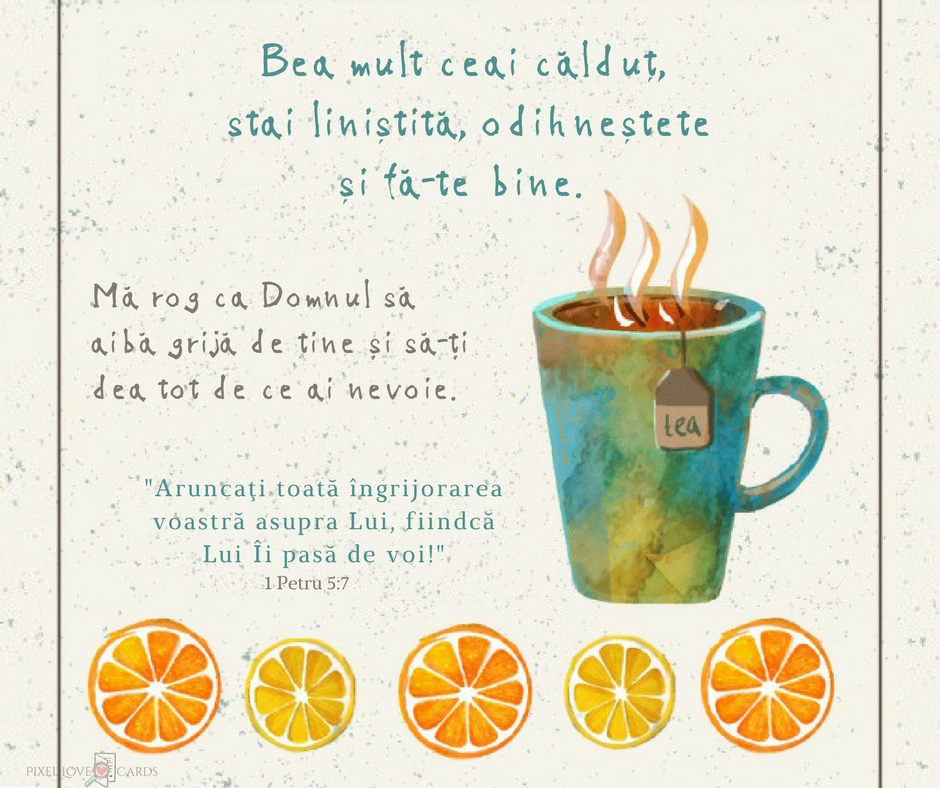 Bea mult ceai călduț,
stai liniștită, odihneștete
și fă-te bine.
Mă rog ca Domnul să
aibă grijă de tine și să-ți
dea tot de ce ai nevoie.
tea
"Aruncați toată îngrijorarea
voastră asupra Lui, fiindcă
Lui Îi pasă de voi!"
1 Petru 5:7
PIXEL LOVE CARDS